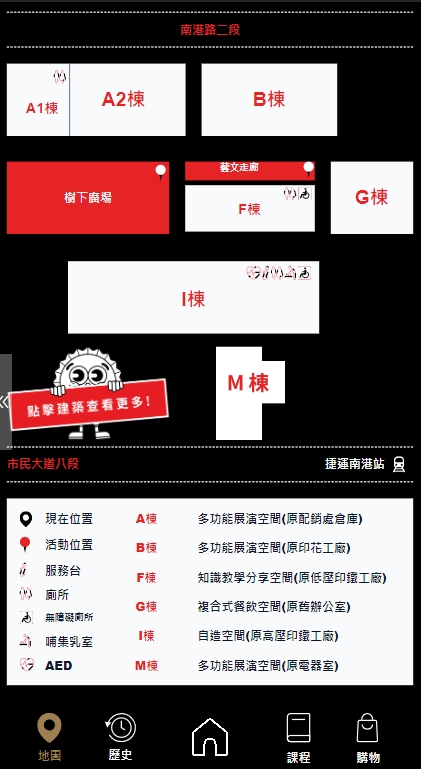 南港路二段
A1棟
A2棟
B棟
樹下廣場
藝文走廊
F棟
G棟
I棟
M棟
點擊建築查看更多!
市民大道八段
捷運南港站
現在位置
A棟 多功能展演空間(原配銷處倉庫)
活動位置
B棟 多功能展演空間(原印花工廠)
服務台
F棟 知識教學分享空間(原低壓印鐵工廠)
廁所
G棟 複合式餐飲空間(原舊辦公室)
無障礙廁所
I棟 自造空間(原高壓印鐵工廠)
哺集乳室
M棟 多功能展演空間(原電器室)
AED
地圖
歷史
課程
購物